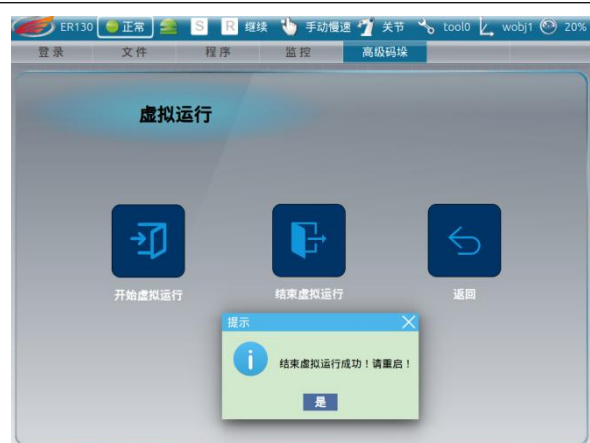 ER130 正常 S R 继续 手动慢速 关节 tool0 wobj1 20%
登录 文件 程序 监控 高级码垛
虚拟运行
开始虚拟运行 结束虚拟运行 返回
提示
结束虚拟运行成功！请重启！
是